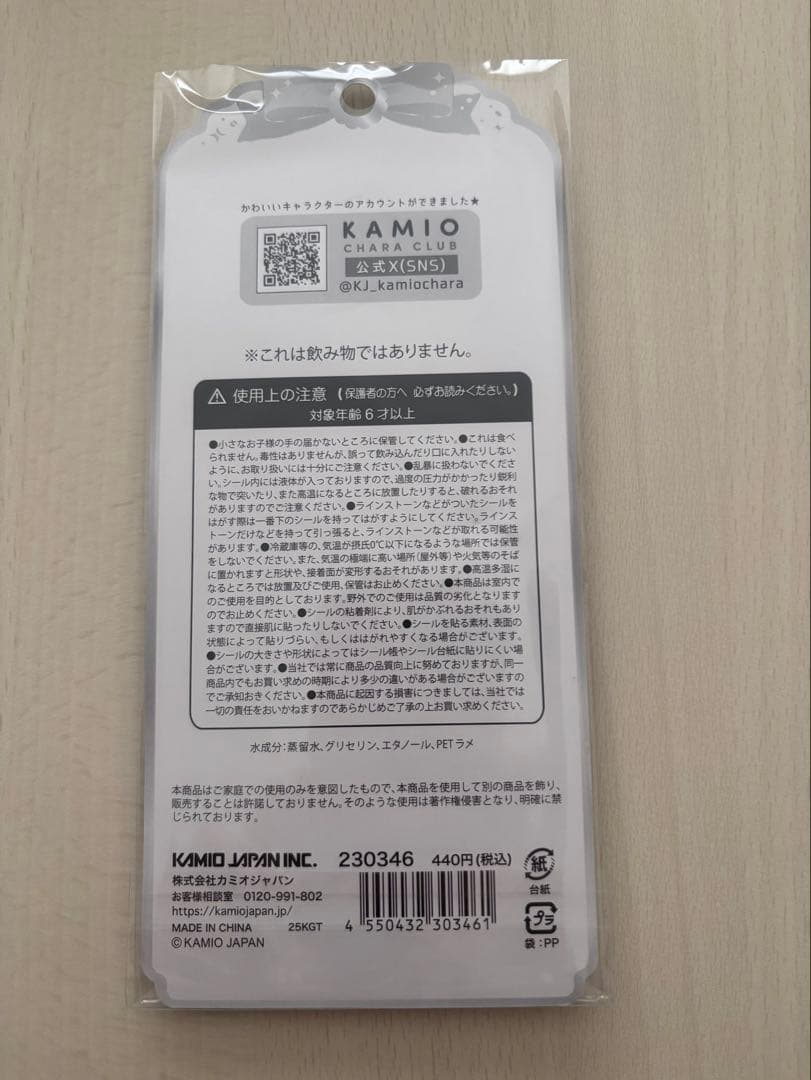 かわいいキャラクターのアカウントができました★
KAMIO
CHARA CLUB
公式X(SNS)
@KJ_kamiochara
※これは飲み物ではありません。
⚠ 使用上の注意 (保護者の方へ 必ずお読みください。)
対象年齢6才以上
●小さなお子様の手の届かないところに保管してください。●これは食べ
られません。毒性はありませんが、誤って飲み込んだり口に入れたりしない
ように、お取り扱いには十分にご注意ください。●乱暴に扱わないでくださ
い。シール内には液体が入っておりますので、過度の圧力がかかったり鋭利
な物で突いたり、また高温になるところに放置したりすると、破れるおそれ
がありますのでご注意ください。●ラインストーンなどがついたシールを
はがす際は一番下のシールを持ってはがすようにしてください。ラインス
トーンだけなどを持って引っ張ると、ラインストーンなどが取れる可能性
があります。●冷蔵庫等の、気温が摂氏0℃以下になるような場所では保管
をしないでください。また、気温の極端に高い場所(屋外等)や火気等のそば
に置かれますと形状や、接着面が変形するおそれがあります。●高温多湿に
なるところでは放置及びご使用、保管はお止めください。●本商品は室内で
のご使用を目的としております。野外でのご使用は品質の劣化となります
のでお止めください。●シールの粘着剤により、肌がかぶれるおそれもあり
ますので直接肌に貼ったりしないでください。●シールを貼る素材、表面の
状態によって貼りづらい、もしくははがれやすくなる場合がございます。
●シールの大きさや形状によってはシール帳やシール台紙に貼りにくい場
合がございます。●当社では常に商品の品質向上に努めておりますが、同一
商品内でもお買い求めの時期により多少の違いがある場合がございますの
でご承知おきください。●本商品に起因する損害につきましては、当社では
一切の責任をおいかねますのであらかじめご了承の上お買い求めください。
水成分:蒸留水、グリセリン、エタノール、PETラメ
本商品はご家庭での使用のみを意図したもので、本商品を使用して別の商品を飾り、
販売することは許諾しておりません。そのような使用は著作権侵害となり、明確に禁
じられております。
KAMIO JAPAN INC. 230346 440円(税込)
株式会社カミオジャパン
お客様相談室 0120-991-802
https://kamiojapan.jp/
MADE IN CHINA 25KGT
©KAMIO JAPAN
4 550432 303461
紙
台紙
プラ
袋:PP